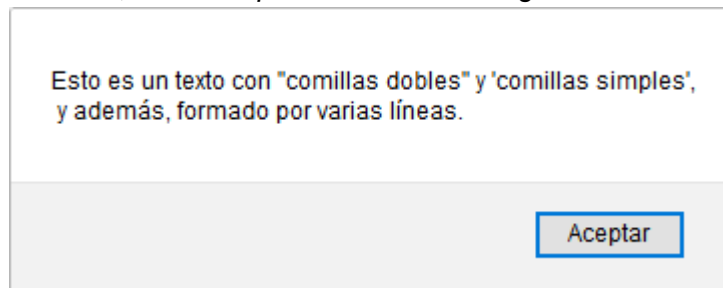 Esto es un texto con "comillas dobles" y 'comillas simples',
y además, formado por varias líneas.
Aceptar